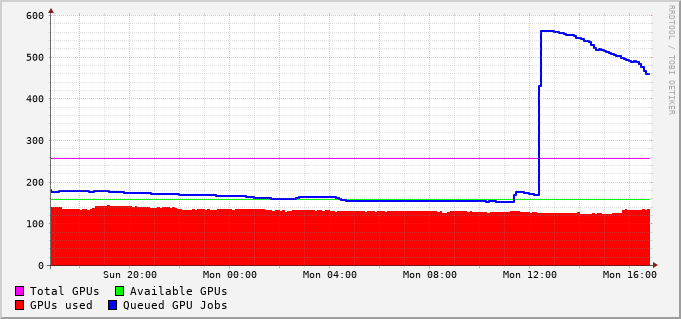 600
500
400
300
200
100
0
Sun 20:00 Mon 00:00 Mon 04:00 Mon 08:00 Mon 12:00 Mon 16:00
Total GPUs Available GPUs
GPUs used Queued GPU Jobs
RRDTOOL / TOBI OETIKER